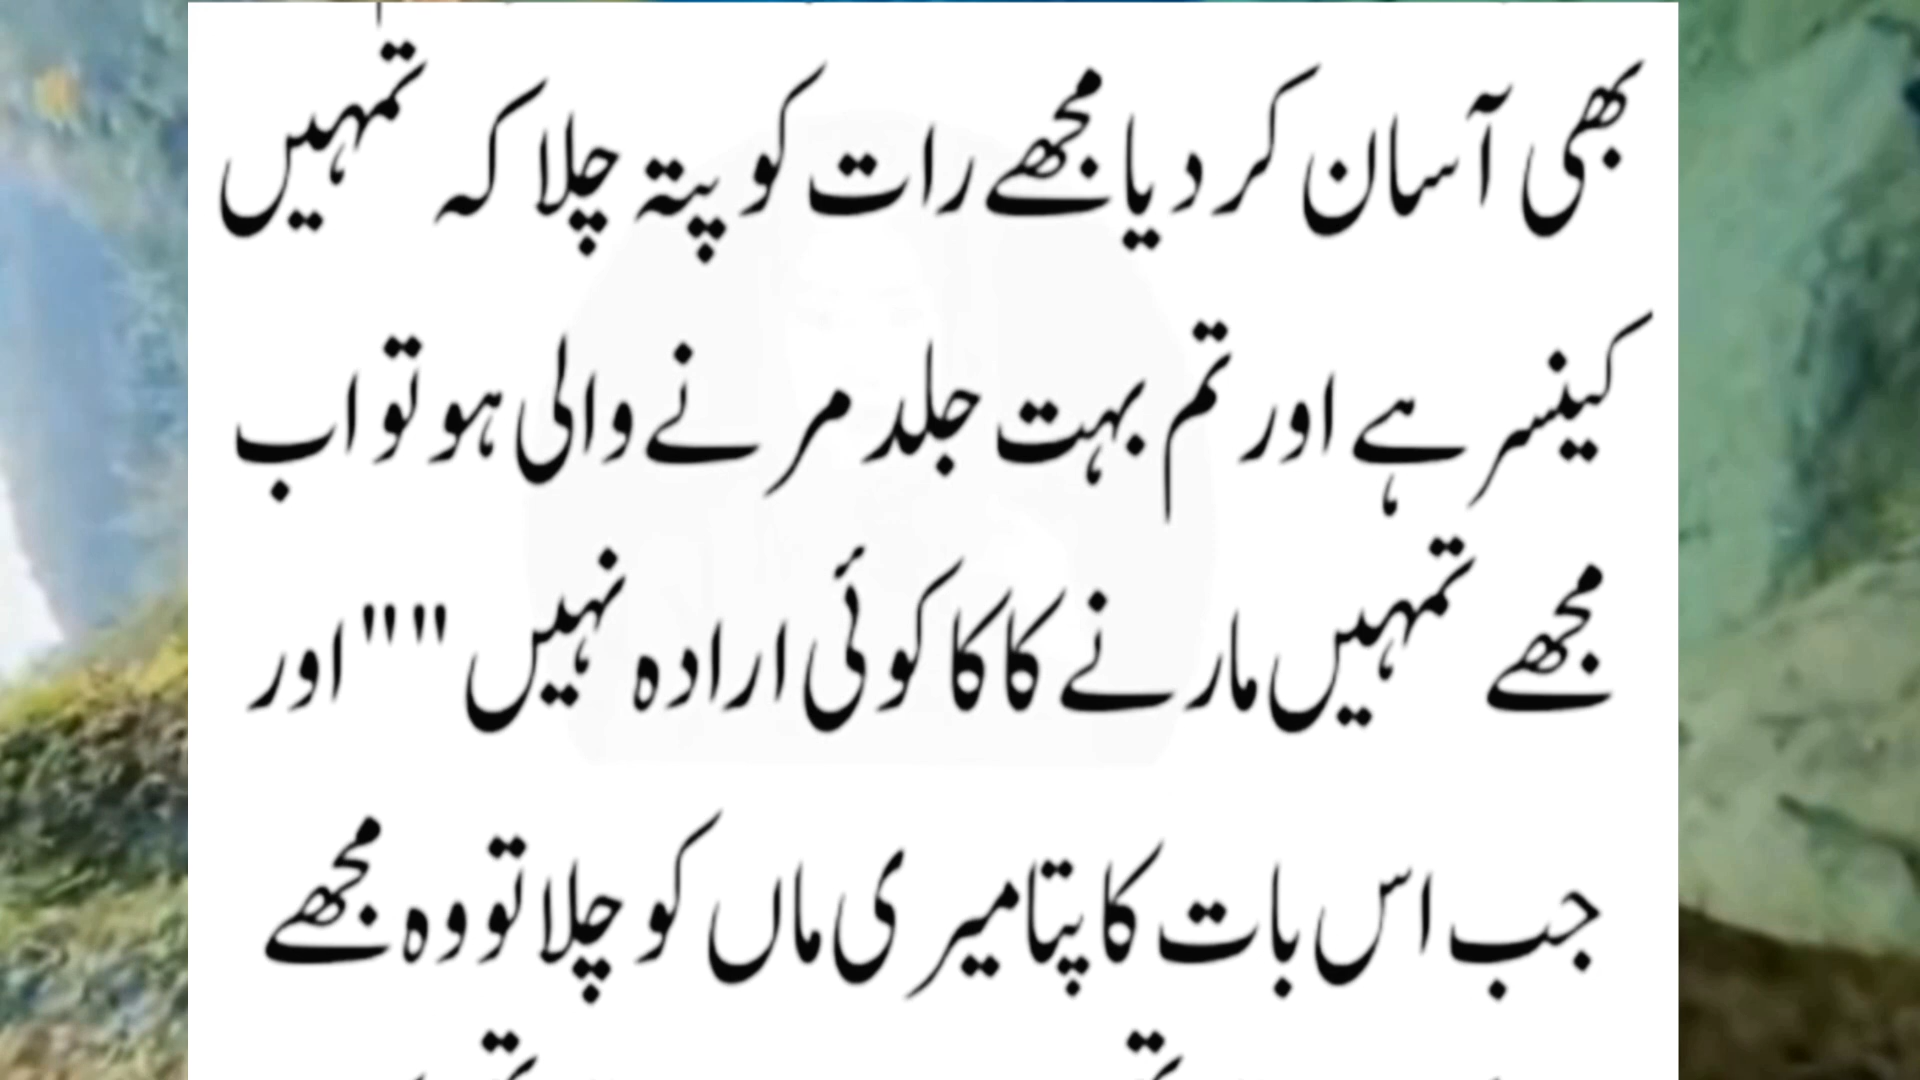 بھی آسان کر دیا مجھے رات کو پتہ چلا کہ تمہیں
کینسر ہے اور تم بہت جلد مرنے والی ہو تو اب
مجھے تمہیں مارنے کا کا کوئی ارادہ نہیں "" اور
جب اس بات کا پتا میری ماں کو چلا تو وہ مجھے